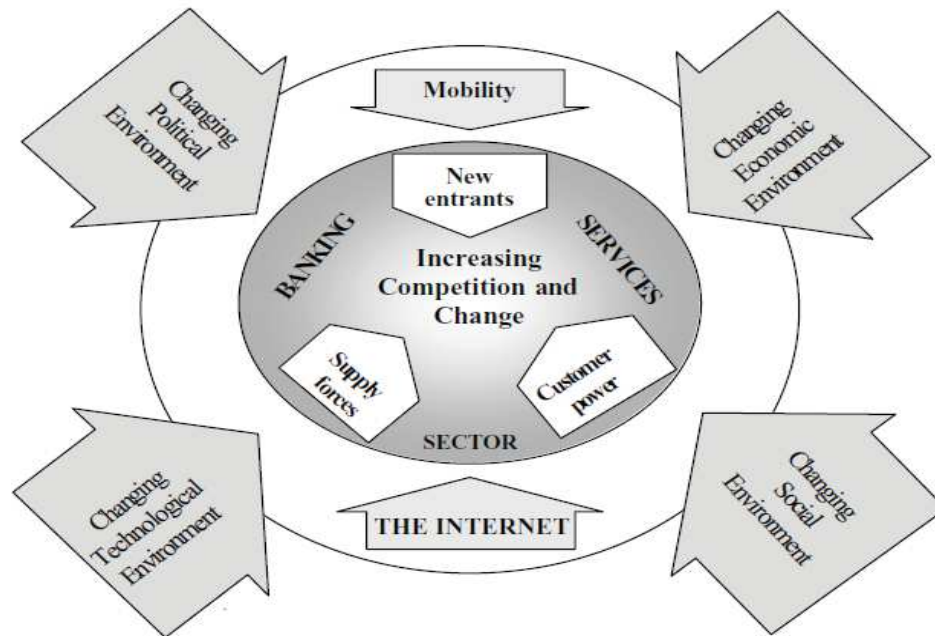 Changing
Political
Environment
Mobility
Changing
Economic
Environment
New
entrants
BANKING
SERVICES
Increasing
Competition and
Change
Supply
forces
Customer
power
SECTOR
Changing
Technological
Environment
THE INTERNET
Changing
Social
Environment